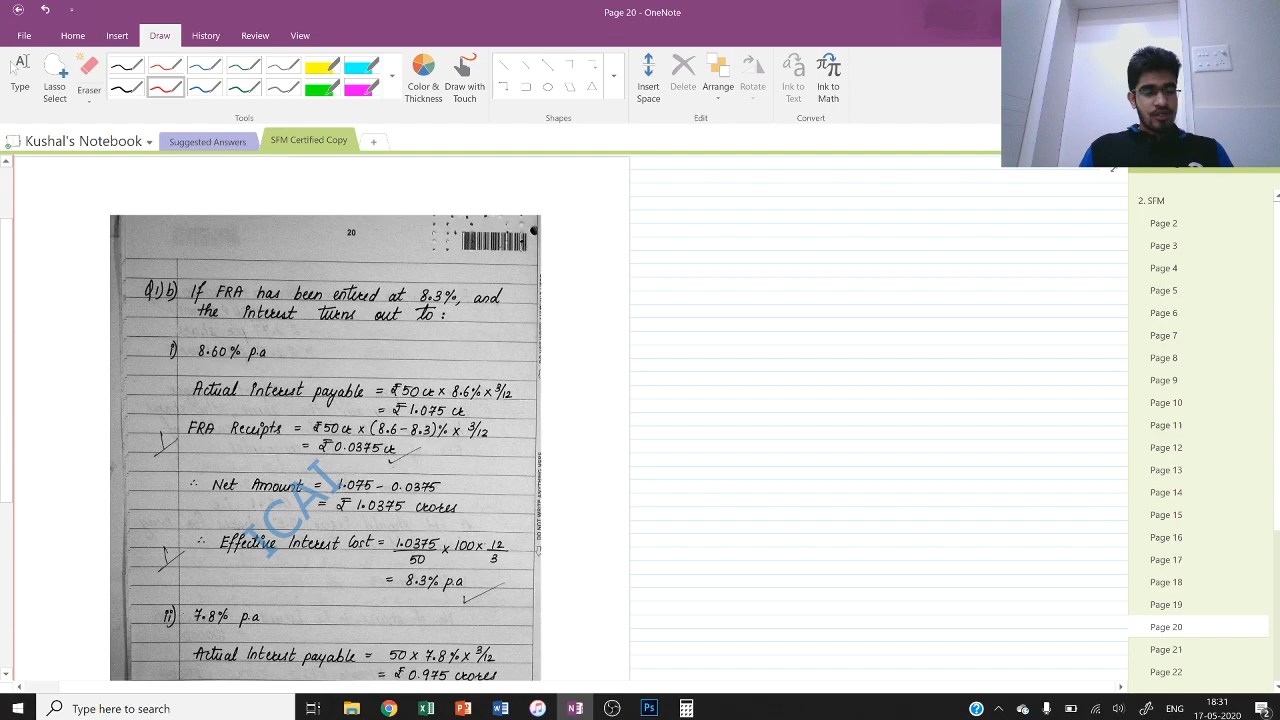 Page 20 - OneNote
File Home Insert Draw History Review View
Type
Lasso Select
Eraser
Color & Thickness
Draw with Touch
Insert Space
Delete
Arrange
Rotate
Ink to Text
Ink to Math
Tools Shapes Edit Convert
Kushal's Notebook
Suggested Answers
SFM Certified Copy
20
Q1) b) If FRA has been entered at 8.3%, and
the interest turns out to :
i) 8.60% p.a
Actual interest payable = ₹50 cr × 8.6% × 3/12
= ₹ 1.075 cr
FRA Receipts = ₹50 cr × (8.6 - 8.3)% × 3/12
= ₹ 0.0375 cr
∴ Net Amount = 1.075 - 0.0375
= ₹ 1.0375 crores
∴ Effective Interest Cost = 1.0375/50 × 100 × 12/3
= 8.3% p.a
ii) 7.8% p.a
Actual Interest payable = 50 × 7.8% × 3/12
= ₹ 0.975 crores
ICAI
2. SFM
Page 2
Page 3
Page 4
Page 5
Page 6
Page 7
Page 8
Page 9
Page 10
Page 11
Page 12
Page 13
Page 14
Page 15
Page 16
Page 17
Page 18
Page 19
Page 20
Page 21
Page 22
Type here to search
ENG
18:31
17-05-2020